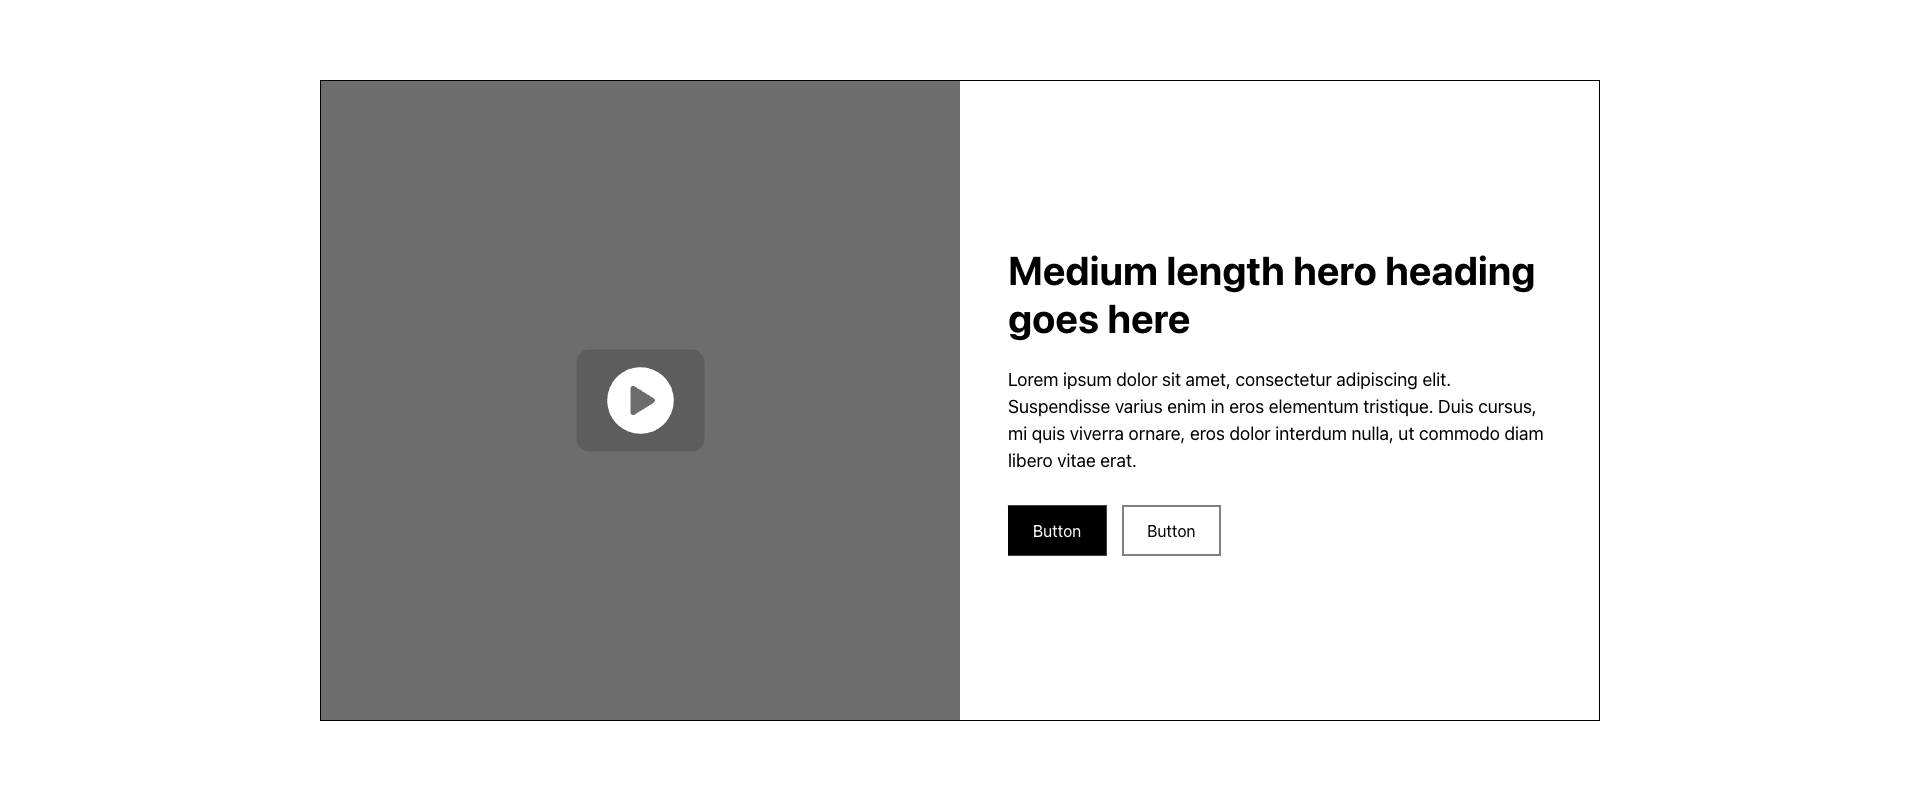 Medium length hero heading
goes here
Lorem ipsum dolor sit amet, consectetur adipiscing elit.
Suspendisse varius enim in eros elementum tristique. Duis cursus,
mi quis viverra ornare, eros dolor interdum nulla, ut commodo diam
libero vitae erat.
Button
Button